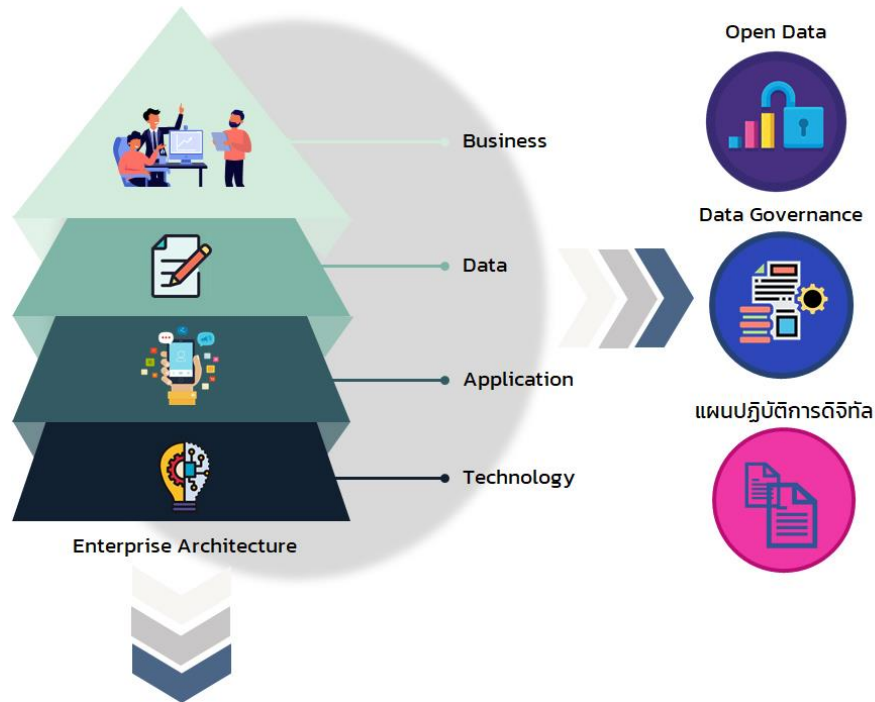 Business
Data
Application
Technology
Enterprise Architecture
Open Data
Data Governance
แผนปฏิบัติการดิจิทัล